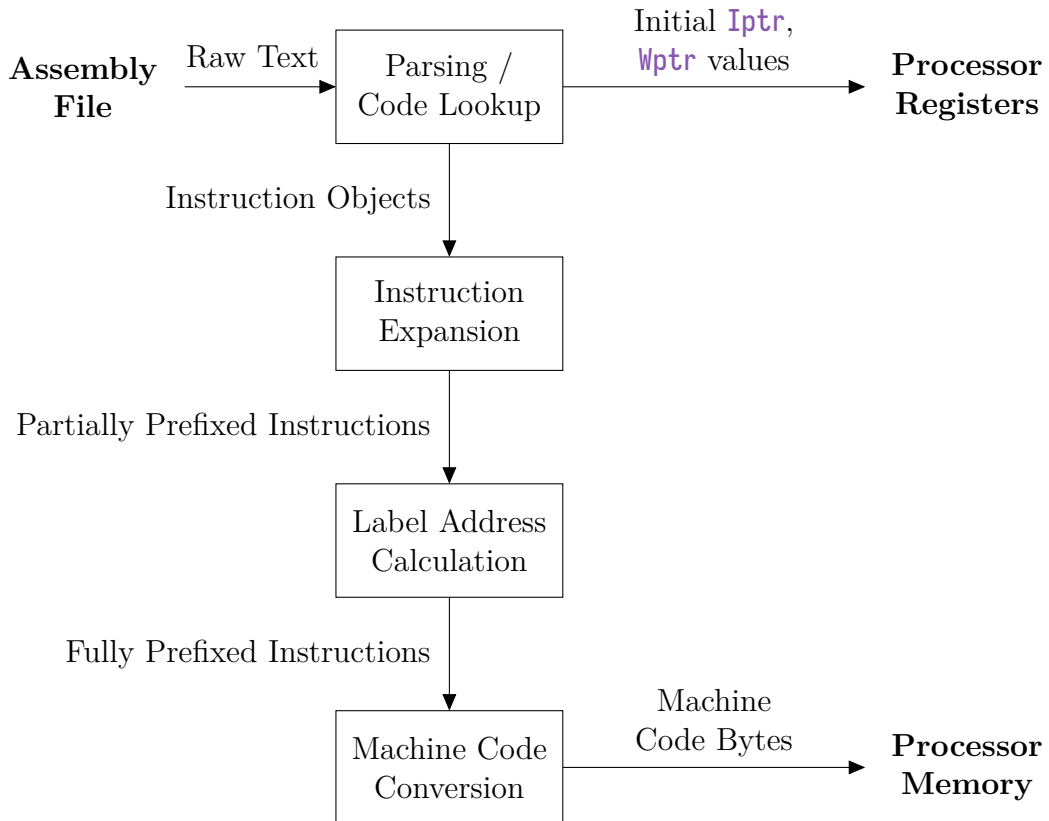 Assembly
File
Raw Text
Parsing /
Code Lookup
Initial Iptr,
Wptr values
Processor
Registers
Instruction Objects
Instruction
Expansion
Partially Prefixed Instructions
Label Address
Calculation
Fully Prefixed Instructions
Machine Code
Conversion
Machine
Code Bytes
Processor
Memory